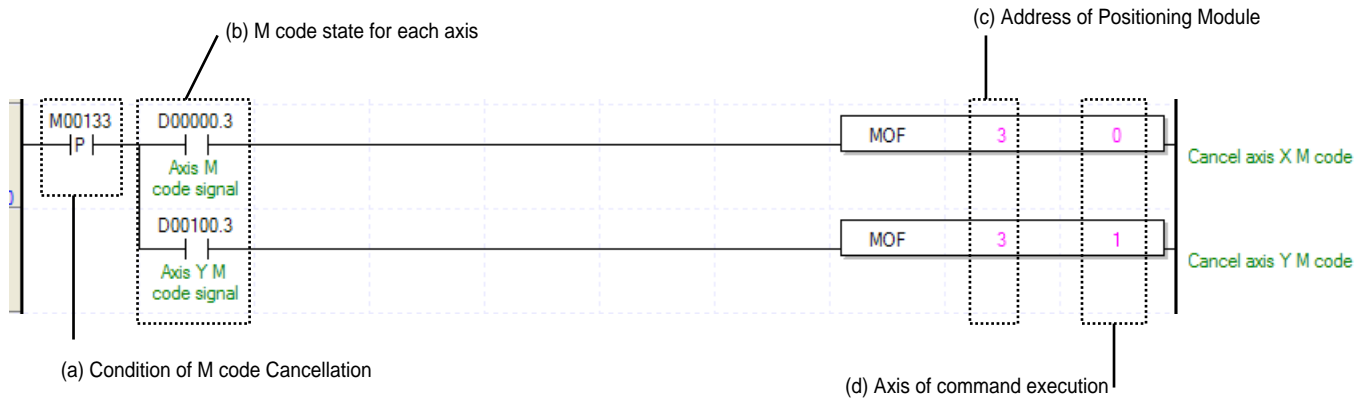 (c) Address of Positioning Module
(b) M code state for each axis
M00133
D00000.3
P
MOF 3 0
Axis M
code signal
Cancel axis X M code
D00100.3
MOF 3 1
Axis Y M
code signal
Cancel axis Y M code
(a) Condition of M code Cancellation
(d) Axis of command execution